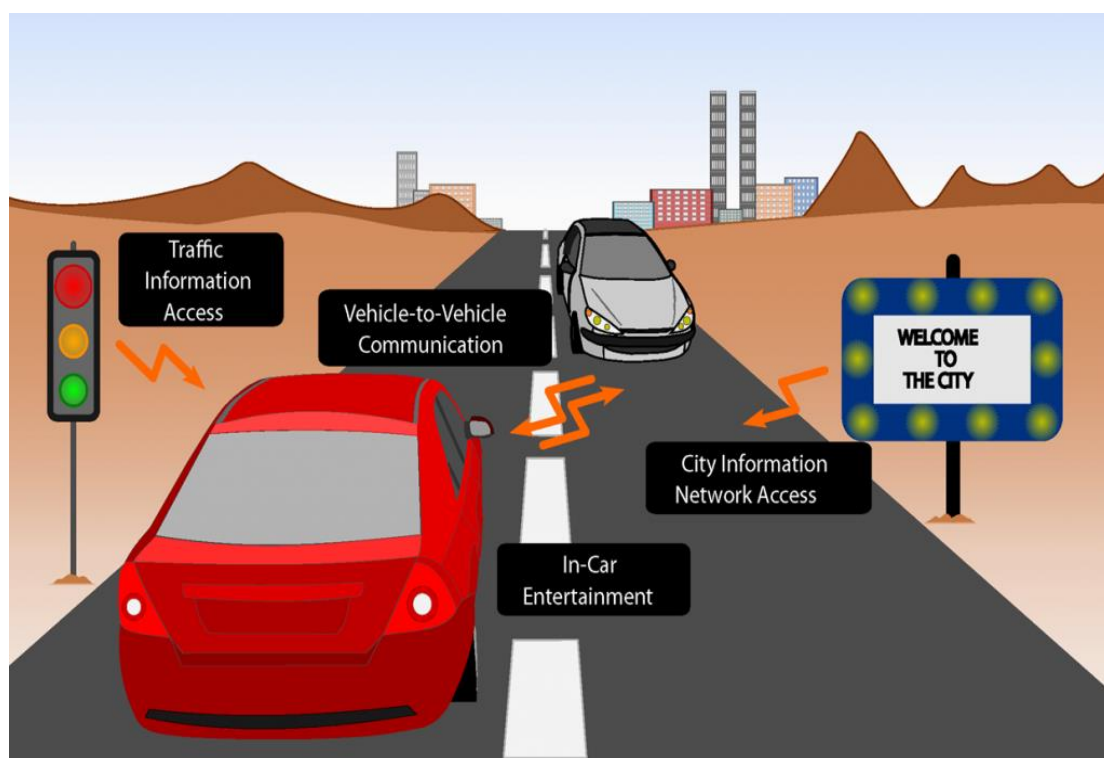 Traffic
Information
Access
Vehicle-to-Vehicle
Communication
WELCOME
TO
THE CITY
City Information
Network Access
In-Car
Entertainment